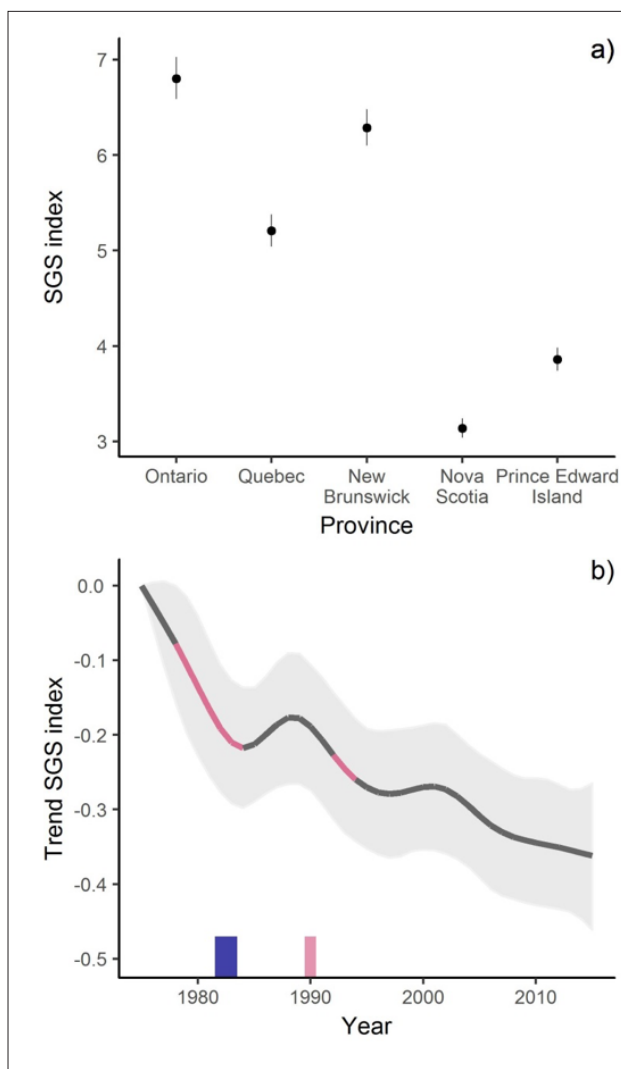 a)
7
6
5
4
3
SGS index
Ontario Quebec New Nova Prince Edward
Brunswick Scotia Island
Province
b)
0.0
-0.1
-0.2
-0.3
-0.4
-0.5
Trend SGS index
1980 1990 2000 2010
Year